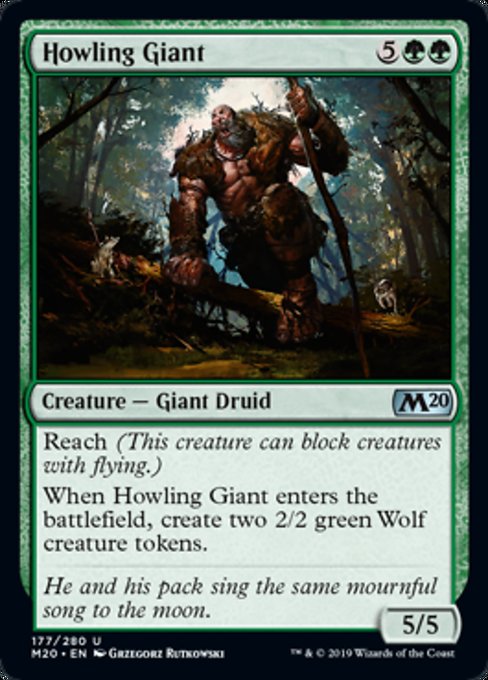 Howling Giant 5
Creature — Giant Druid M20
Reach (This creature can block creatures
with flying.)
When Howling Giant enters the
battlefield, create two 2/2 green Wolf
creature tokens.
He and his pack sing the same mournful
song to the moon.
5/5
177/280 U
M20 • EN Grzegorz Rutkowski ™ & © 2019 Wizards of the Coast